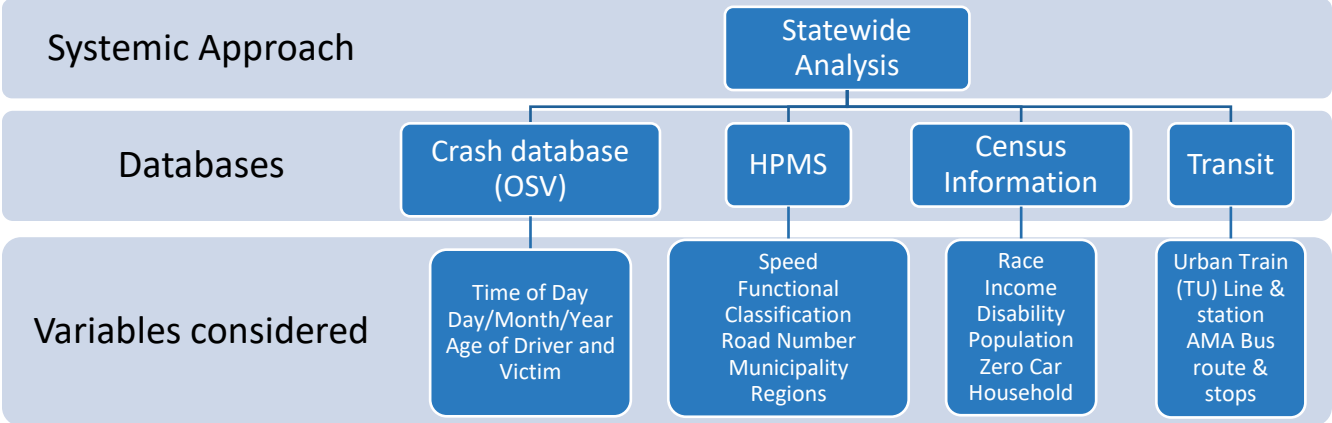 Systemic Approach
Statewide
Analysis
Databases
Crash database
(OSV)
HPMS
Census
Information
Transit
Variables considered
Time of Day
Day/Month/Year
Age of Driver and
Victim
Speed
Functional
Classification
Road Number
Municipality
Regions
Race
Income
Disability
Population
Zero Car
Household
Urban Train
(TU) Line &
station
AMA Bus
route &
stops